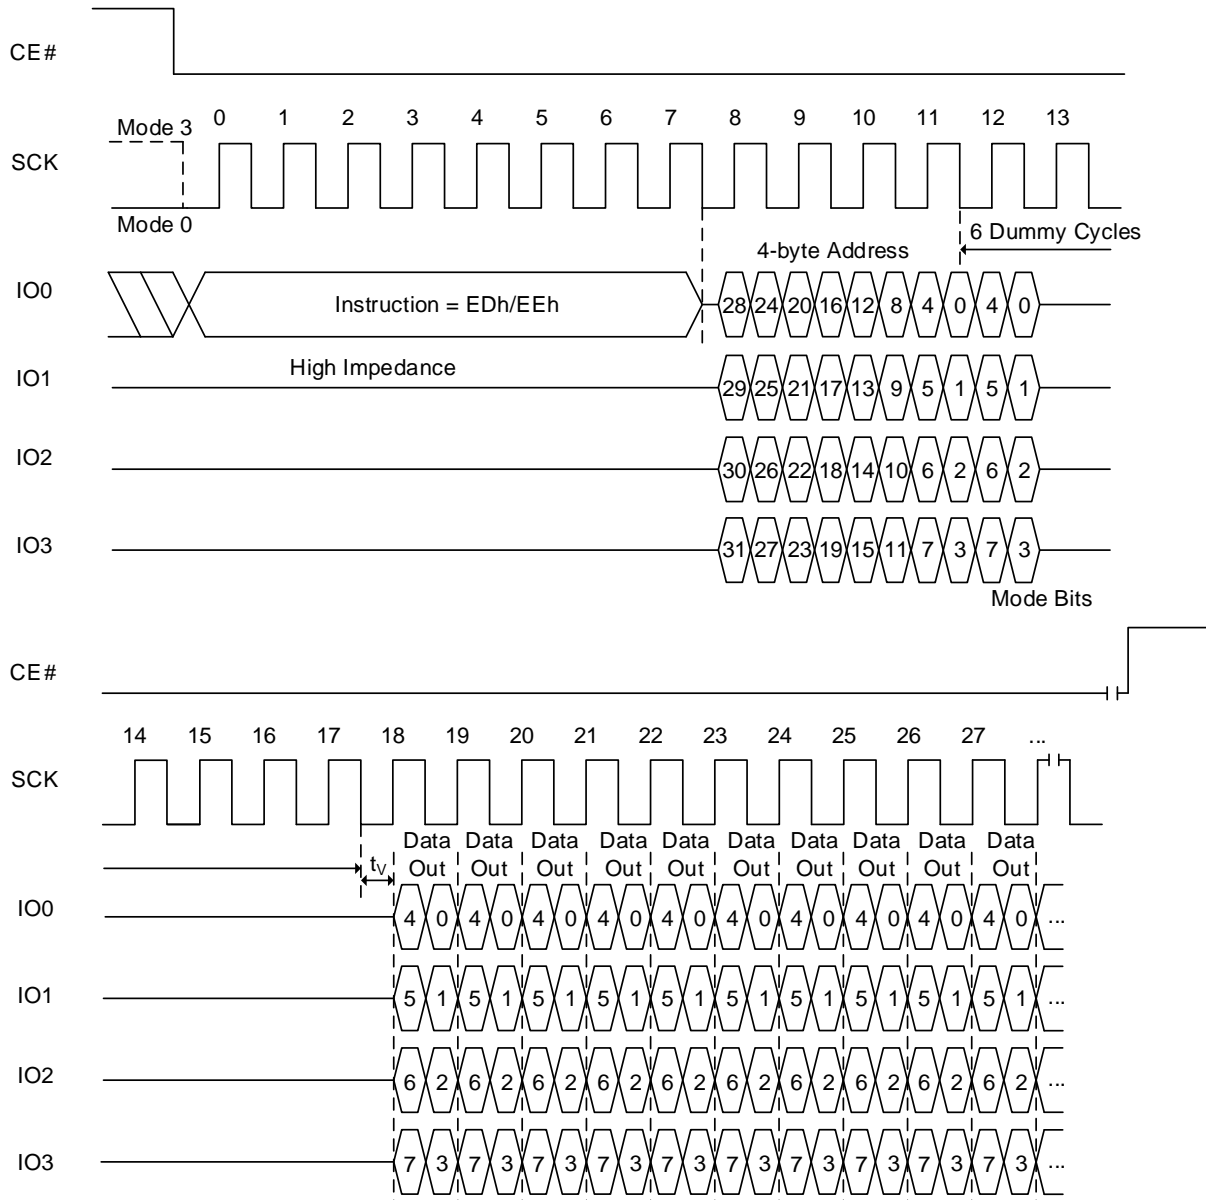 CE#
Mode 3 0 1 2 3 4 5 6 7 8 9 10 11 12 13
SCK
Mode 0
6 Dummy Cycles
4-byte Address
IO0 Instruction = EDh/EEh 28 24 20 16 12 8 4 0 4 0
High Impedance
IO1 29 25 21 17 13 9 5 1 5 1
IO2 30 26 22 18 14 10 6 2 6 2
IO3 31 27 23 19 15 11 7 3 7 3
Mode Bits
CE#
14 15 16 17 18 19 20 21 22 23 24 25 26 27 ...
SCK
Data Data Data Data Data Data Data Data Data Data
tV Out Out Out Out Out Out Out Out Out Out
IO0 4 0 4 0 4 0 4 0 4 0 4 0 4 0 4 0 4 0 4 0 ...
IO1 5 1 5 1 5 1 5 1 5 1 5 1 5 1 5 1 5 1 5 1 ...
IO2 6 2 6 2 6 2 6 2 6 2 6 2 6 2 6 2 6 2 6 2 ...
IO3 7 3 7 3 7 3 7 3 7 3 7 3 7 3 7 3 7 3 7 3 ...